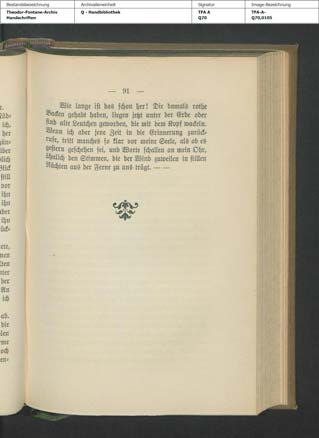 Bestandsbezeichnung
Archivalieneinheit
Signatur
Image-Bezeichnung
Theodor-Fontane-Archiv
Handschriften
Q - Handbibliothek
TFA A
Q70
TFA-A-
Q70,0105
— 91 —
Wie lange ist das schon her! Die damals rothe
Backen gehabt haben, liegen jetzt unter der Erde oder
sind alte Leutchen geworden, die mit dem Kopf wackeln.
Wenn ich aber jene Zeit in die Erinnerung zurück-
rufe, tritt manches so klar vor meine Seele, als ob es
gestern geschehen sei, und Worte schallen an mein Ohr,
ähnlich den Stimmen, die der Wind zuweilen in stillen
Nächten aus der Ferne zu uns trägt. — —